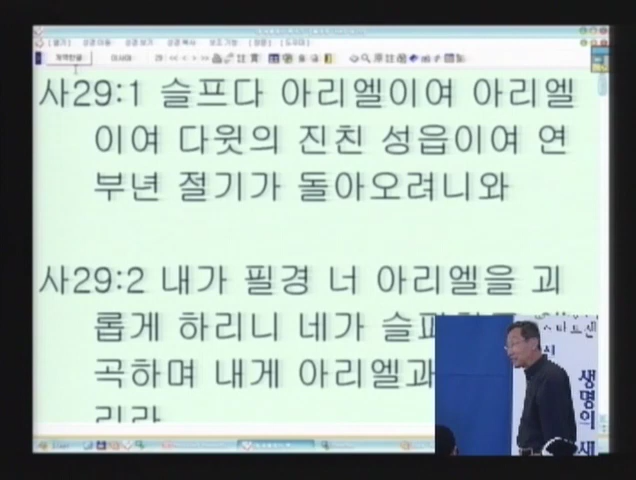 사29:1 슬프다 아리엘이여 아리엘
이여 다윗의 진친 성읍이여 연
부년 절기가 돌아오려니와
사29:2 내가 필경 너 아리엘을 괴
롭게 하리니 네가
곡하며 내게 아리엘과
리라
생명의 새